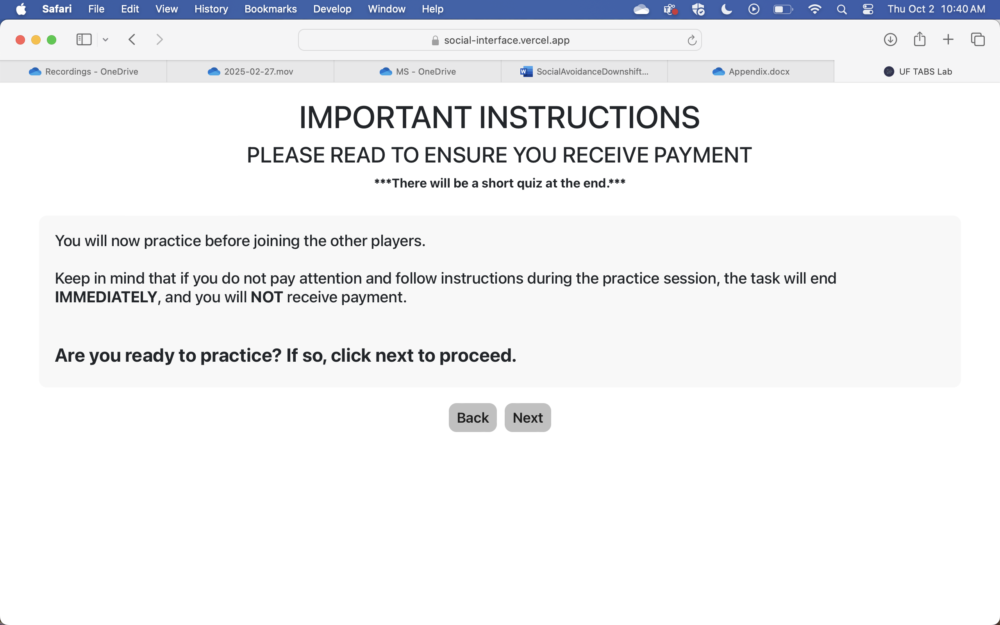 Safari File Edit View History Bookmarks Develop Window Help Thu Oct 2 10:40 AM
social-interface.vercel.app
Recordings - OneDrive 2025-02-27.mov MS - OneDrive SocialAvoidanceDownshift... Appendix.docx UF TABS Lab
IMPORTANT INSTRUCTIONS
PLEASE READ TO ENSURE YOU RECEIVE PAYMENT
***There will be a short quiz at the end.***
You will now practice before joining the other players.
Keep in mind that if you do not pay attention and follow instructions during the practice session, the task will end
IMMEDIATELY, and you will NOT receive payment.
Are you ready to practice? If so, click next to proceed.
Back Next